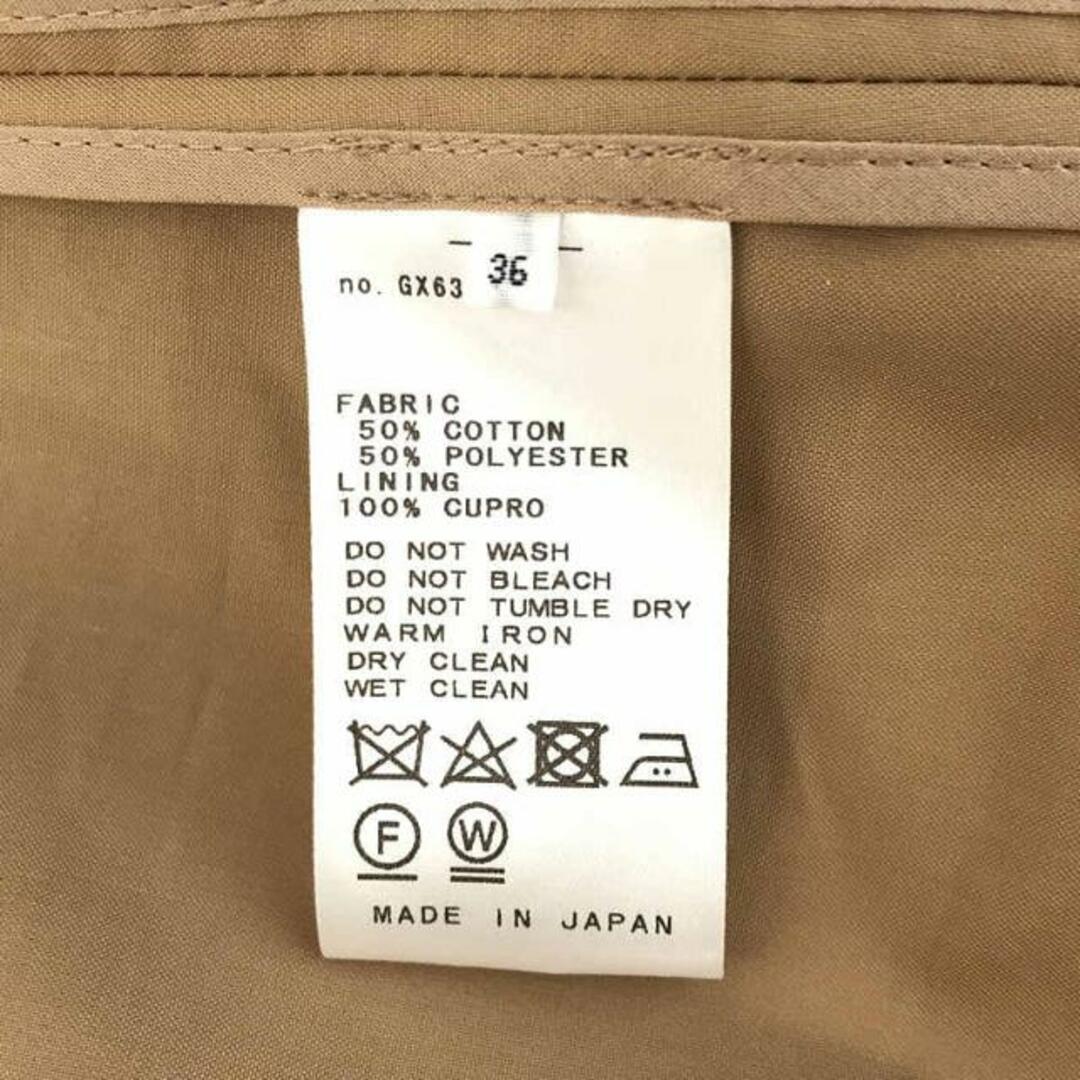 36
no. GX63
FABRIC
50% COTTON
50% POLYESTER
LINING
100% CUPRO
DO NOT WASH
DO NOT BLEACH
DO NOT TUMBLE DRY
WARM IRON
DRY CLEAN
WET CLEAN
F W
MADE IN JAPAN